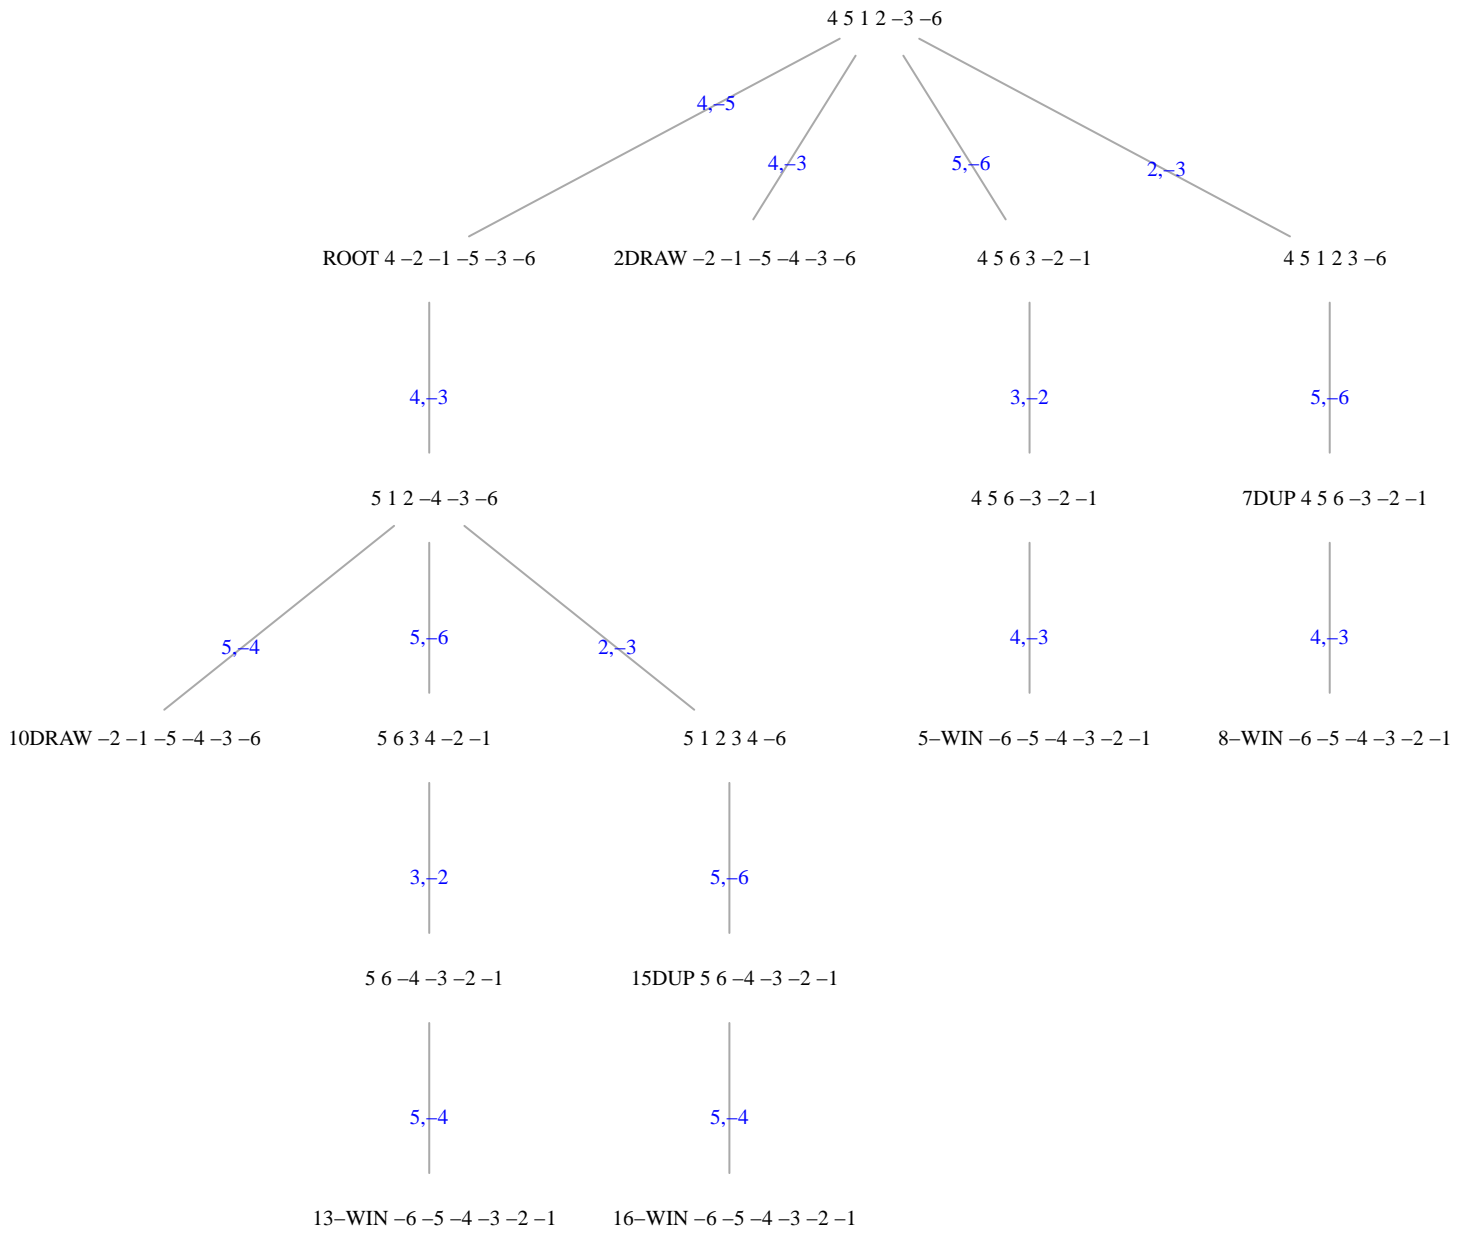 4 5 1 2 –3 –6
4,–5
4,–3
5,–6
2,–3
ROOT 4 –2 –1 –5 –3 –6
2DRAW –2 –1 –5 –4 –3 –6
4 5 6 3 –2 –1
4 5 1 2 3 –6
4,–3
3,–2
5,–6
5 1 2 –4 –3 –6
4 5 6 –3 –2 –1
7DUP 4 5 6 –3 –2 –1
5,–4
5,–6
2,–3
4,–3
4,–3
10DRAW –2 –1 –5 –4 –3 –6
5 6 3 4 –2 –1
5 1 2 3 4 –6
5–WIN –6 –5 –4 –3 –2 –1
8–WIN –6 –5 –4 –3 –2 –1
3,–2
5,–6
5 6 –4 –3 –2 –1
15DUP 5 6 –4 –3 –2 –1
5,–4
5,–4
13–WIN –6 –5 –4 –3 –2 –1
16–WIN –6 –5 –4 –3 –2 –1